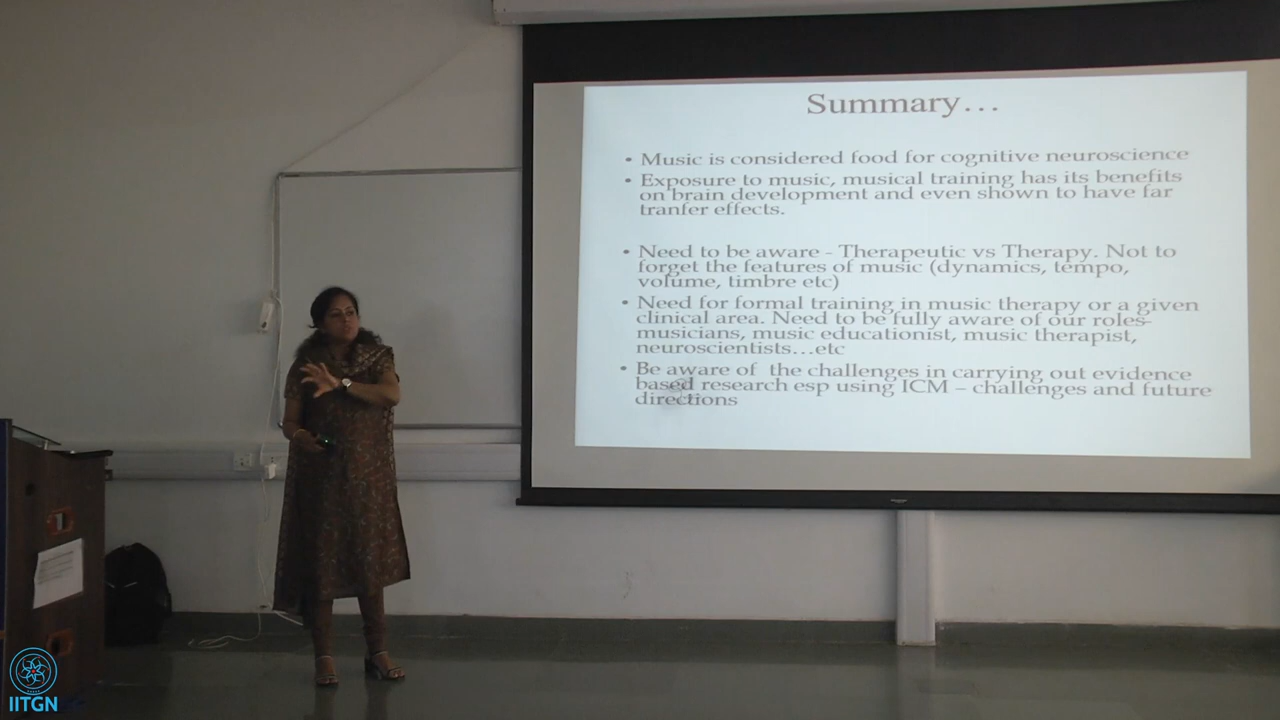 Summary…
• Music is considered food for cognitive neuroscience
• Exposure to music, musical training has its benefits
on brain development and even shown to have far
tranfer effects.
• Need to be aware - Therapeutic vs Therapy. Not to
forget the features of music (dynamics, tempo,
volume, timbre etc)
• Need for formal training in music therapy or a given
clinical area. Need to be fully aware of our roles-
musicians, music educationist, music therapist,
neuroscientists…etc
• Be aware of the challenges in carrying out evidence
based research esp using ICM – challenges and future
directions
IITGN